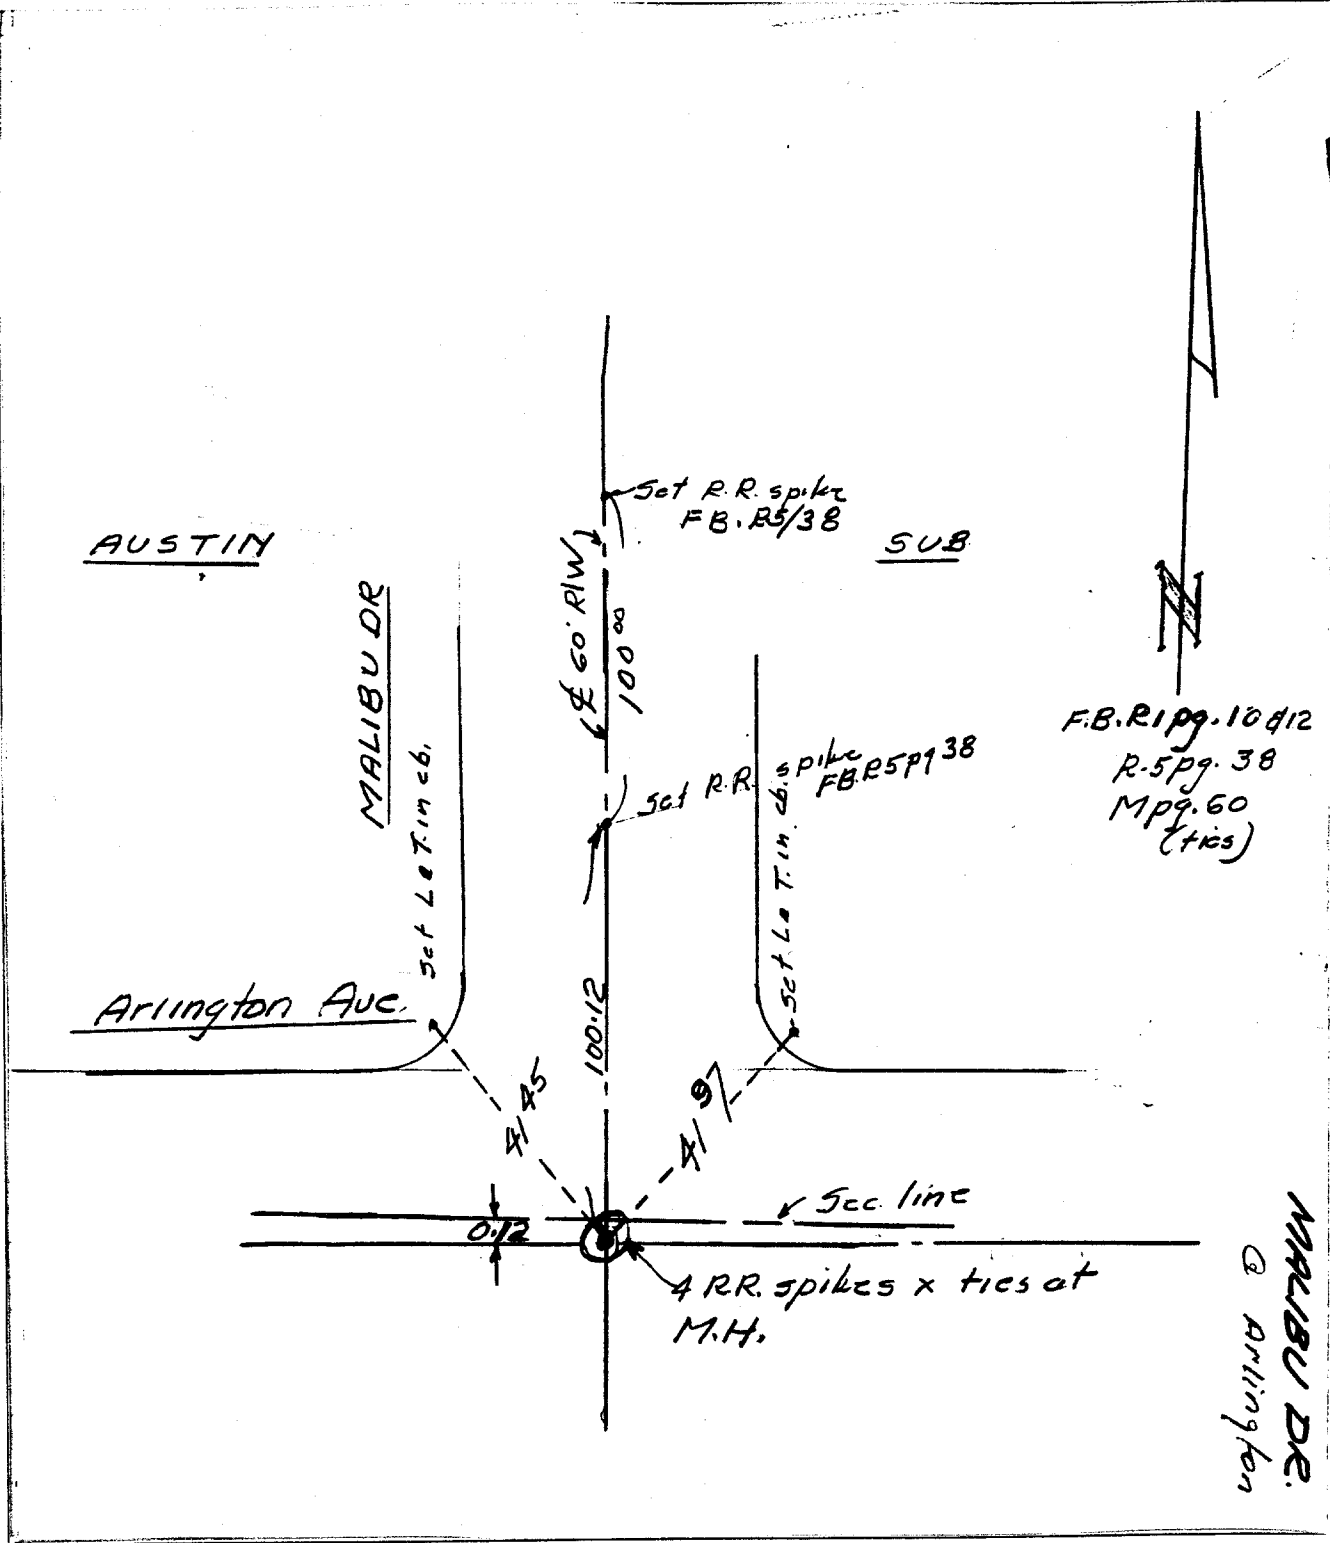 Set R.R. spike
F.B. R5/38
AUSTIN
SUB
MALIBU DR
℄ 60' R/W
100 00
F.B. R1 pg. 10 & 12
R-5 pg. 38
M pg. 60
(ties)
Set R.R. spike
FB. R5 pg 38
Set L & T. in cb.
Set L & T. in cb.
Arlington Ave.
100.12
41 45
41 97
Sec. line
0.12
4 R.R. spikes x ties at
M.H.
MALIBU DR.
@ Arlington